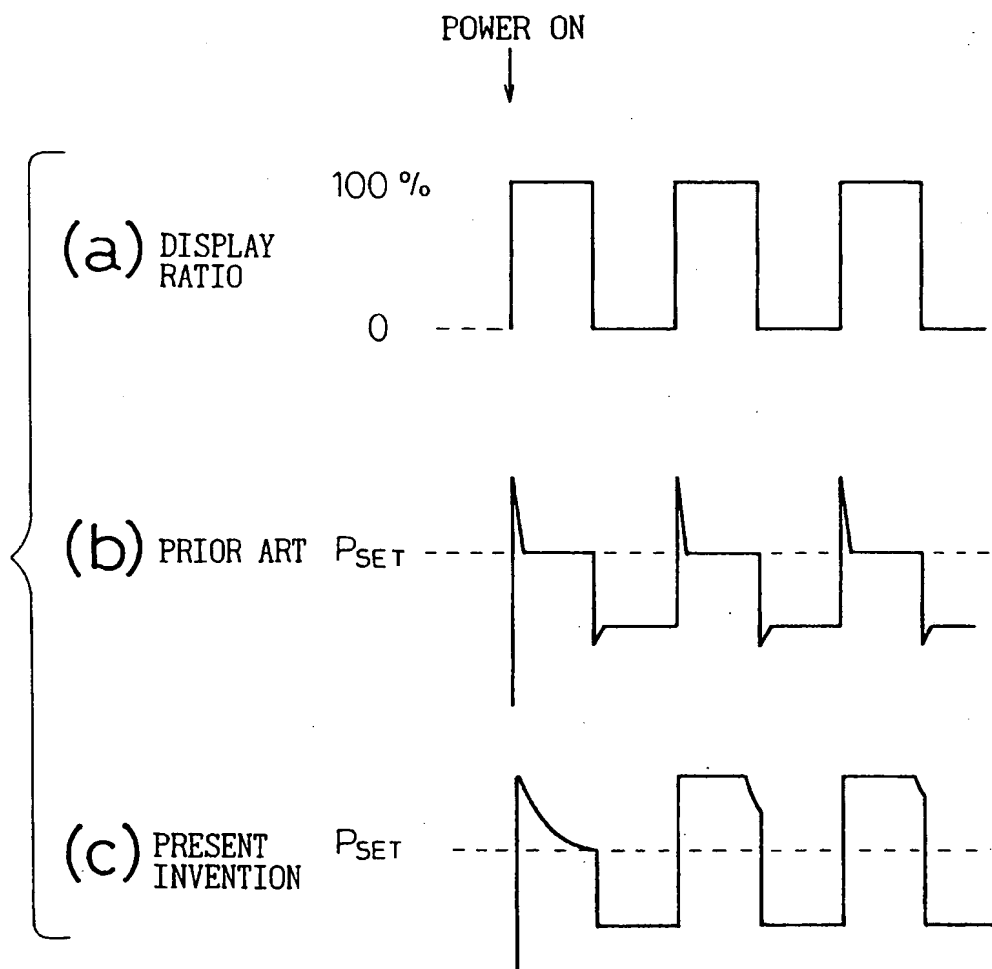 POWER ON
100 %
(a) DISPLAY
RATIO
0
(b) PRIOR ART PSET
(c) PRESENT
INVENTION
PSET